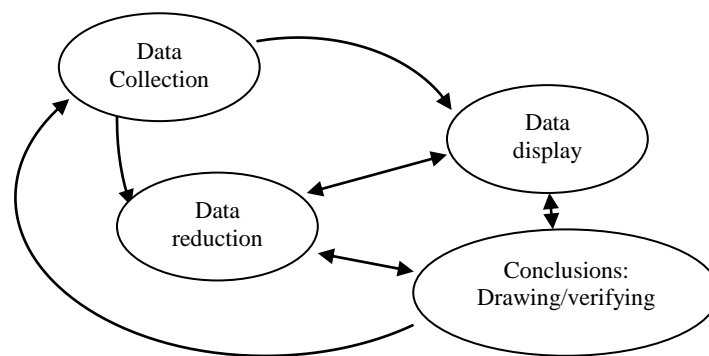 Data
Collection
Data
display
Data
reduction
Conclusions:
Drawing/verifying